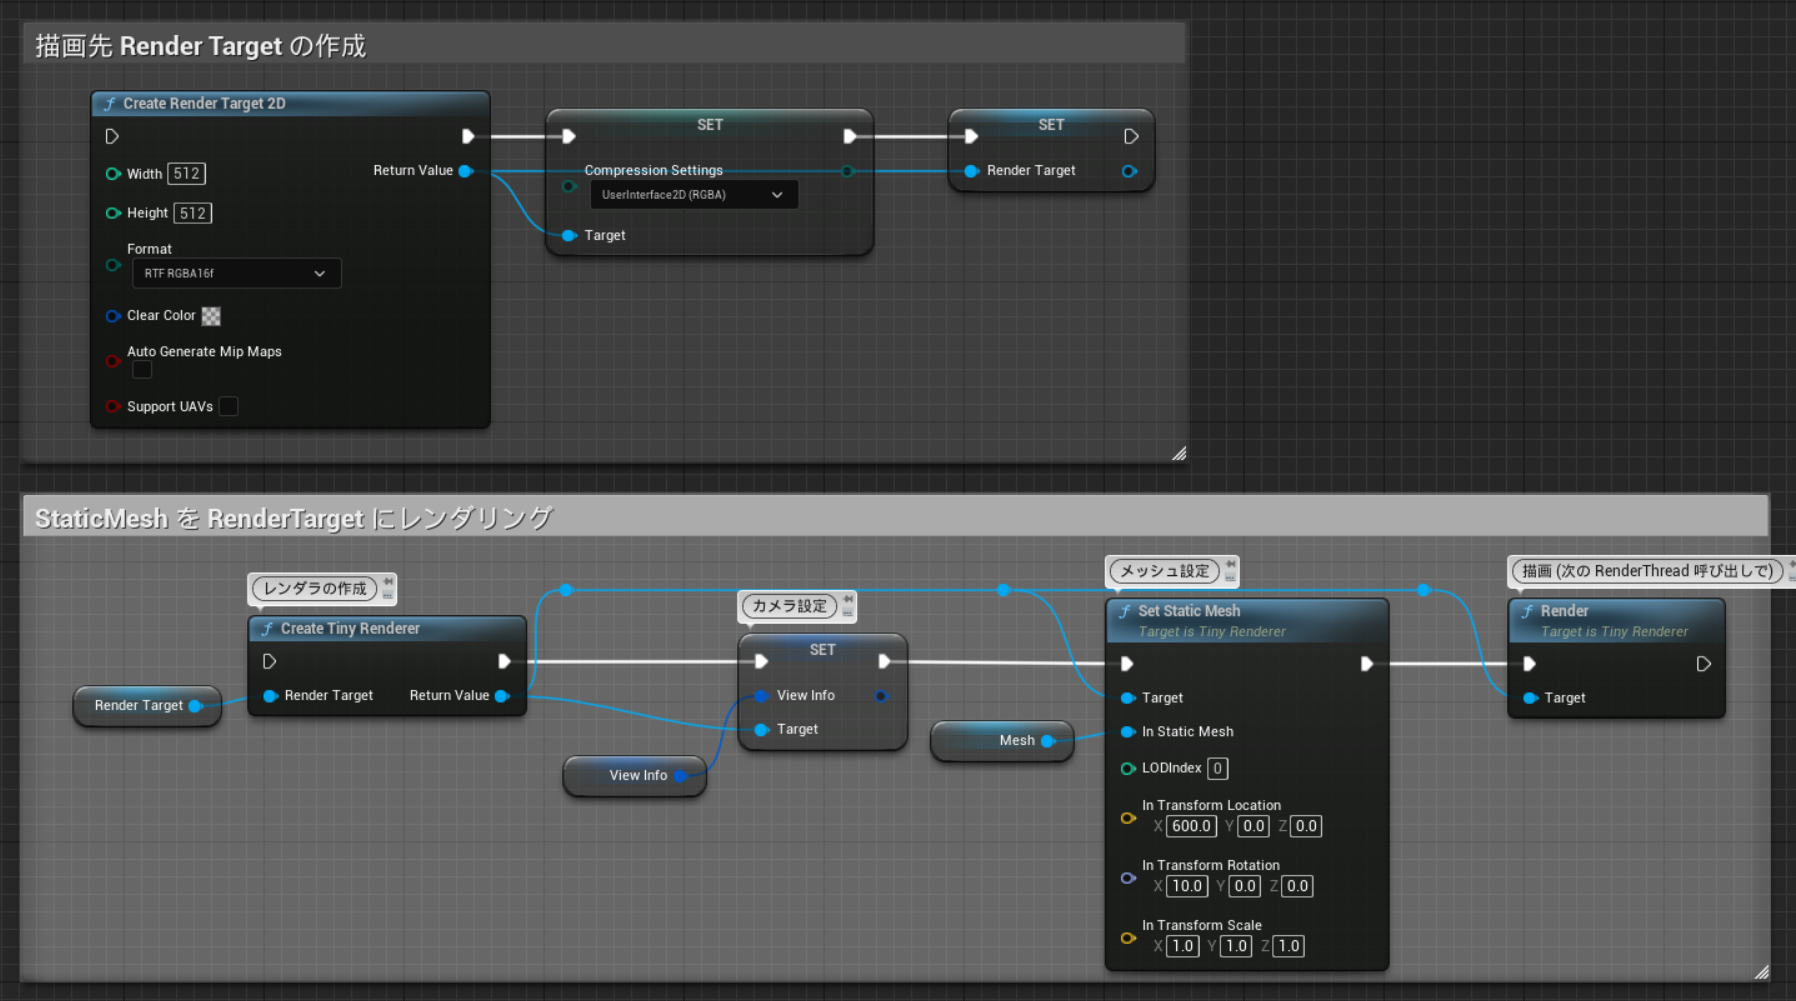 描画先 Render Target の作成
Create Render Target 2D
Width 512
Return Value
Height 512
Format
RTF RGBA16f
Clear Color
Auto Generate Mip Maps
Support UAVs
SET
Compression Settings
UserInterface2D (RGBA)
Target
SET
Render Target
StaticMesh を RenderTarget にレンダリング
Render Target
レンダラの作成
Create Tiny Renderer
Render Target
Return Value
View Info
カメラ設定
SET
View Info
Target
Mesh
メッシュ設定
Set Static Mesh
Target is Tiny Renderer
Target
In Static Mesh
LODIndex 0
In Transform Location
X 600.0 Y 0.0 Z 0.0
In Transform Rotation
X 10.0 Y 0.0 Z 0.0
In Transform Scale
X 1.0 Y 1.0 Z 1.0
描画 (次の RenderThread 呼び出しで)
Render
Target is Tiny Renderer
Target